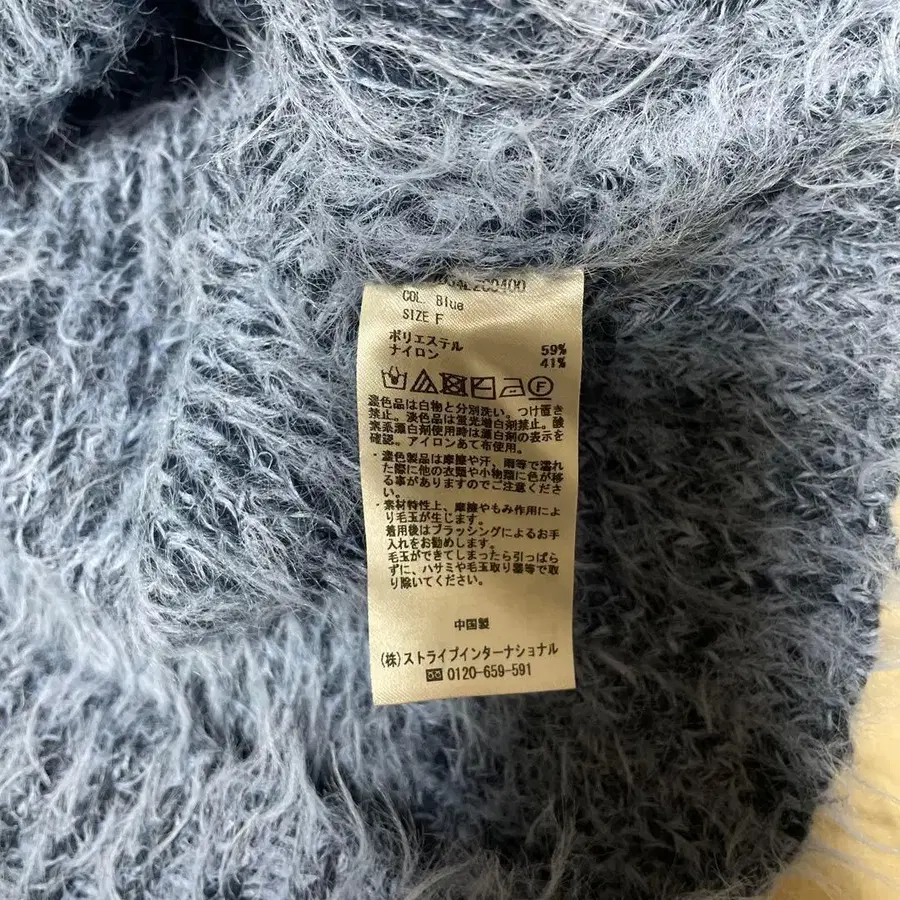 COL. Blue
SIZE F
ポリエステル 59%
ナイロン 41%
濃色品は白物と分別洗い。つけ置き
禁止。淡色品は蛍光増白剤禁止。酸
素系漂白剤使用時は漂白剤の表示を
確認。アイロンあて布使用。
・濃色製品は摩擦や汗、雨等で濡れ
た際に他の衣類や小物類に色が移
る事がありますのでご注意くださ
い。
・素材特性上、摩擦やもみ作用によ
り毛玉が生じます。
着用後はブラッシングによるお手
入れをお勧めします。
毛玉ができてしまったら引っぱら
ずに、ハサミや毛玉取り器等で取
り除いてください。
中国製
(株)ストライプインターナショナル
0120-659-591